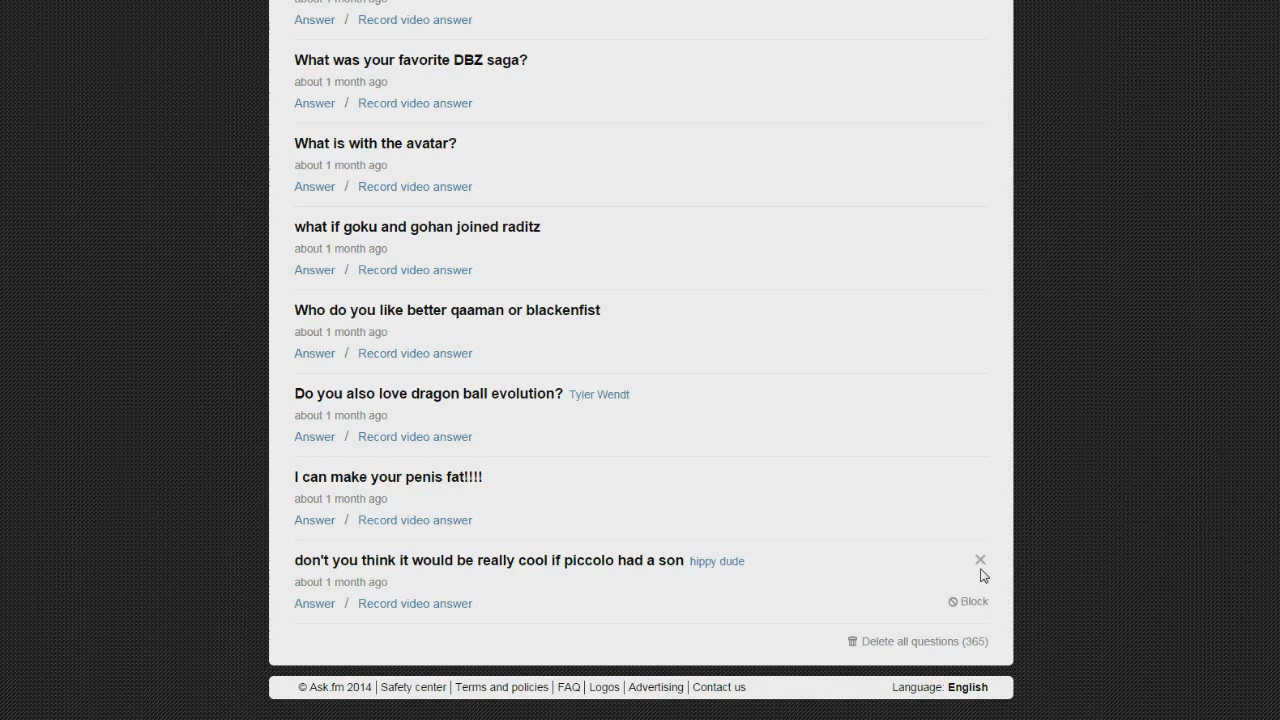 about 1 month ago
Answer / Record video answer
What was your favorite DBZ saga?
about 1 month ago
Answer / Record video answer
What is with the avatar?
about 1 month ago
Answer / Record video answer
what if goku and gohan joined raditz
about 1 month ago
Answer / Record video answer
Who do you like better qaaman or blackenfist
about 1 month ago
Answer / Record video answer
Do you also love dragon ball evolution? Tyler Wendt
about 1 month ago
Answer / Record video answer
I can make your penis fat!!!!
about 1 month ago
Answer / Record video answer
don't you think it would be really cool if piccolo had a son hippy dude
about 1 month ago
Answer / Record video answer Block
Delete all questions (365)
© Ask.fm 2014 | Safety center | Terms and policies | FAQ | Logos | Advertising | Contact us Language: English